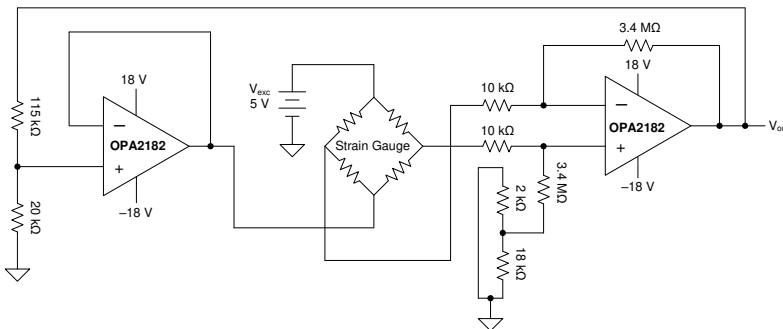 3.4 MΩ
18 V
18 V
V_exc
5 V
10 kΩ
115 kΩ
−
OPA2182
+
−
OPA2182
+
V_ou
10 kΩ
Strain Gauge
−18 V
2 kΩ
3.4 MΩ
−18 V
20 kΩ
18 kΩ